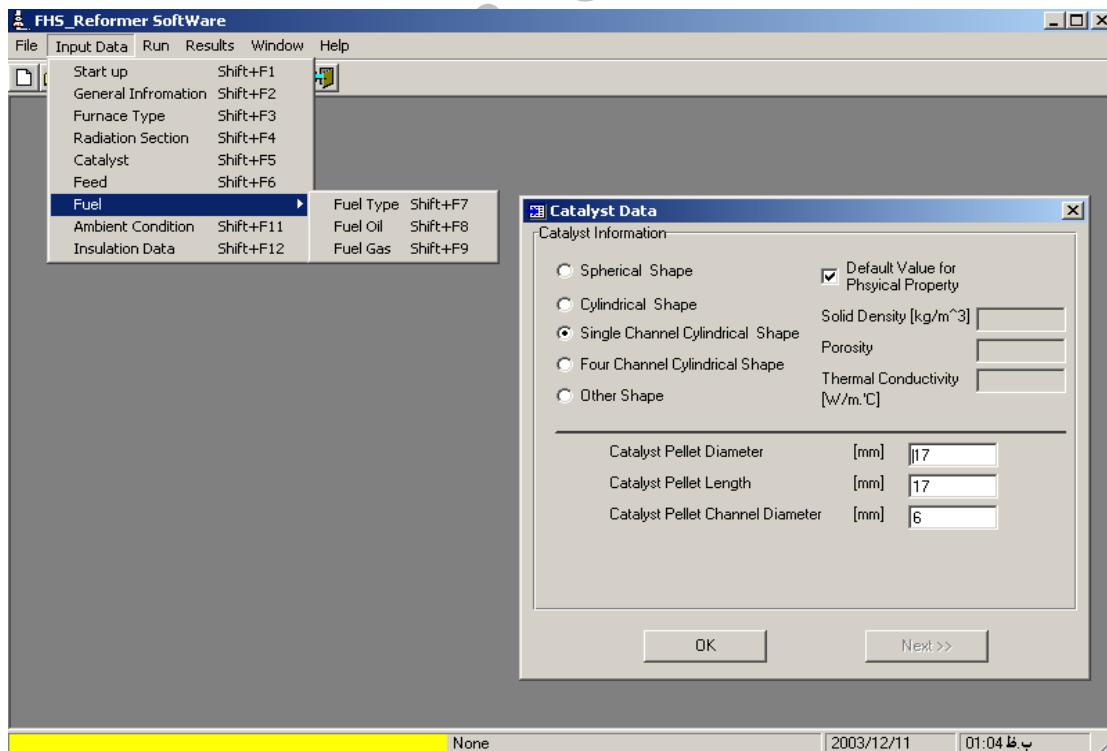 FHS_Reformer SoftWare
File Input Data Run Results Window Help
Start up Shift+F1
General Infromation Shift+F2
Furnace Type Shift+F3
Radiation Section Shift+F4
Catalyst Shift+F5
Feed Shift+F6
Fuel
Ambient Condition Shift+F11
Insulation Data Shift+F12
Fuel Type Shift+F7
Fuel Oil Shift+F8
Fuel Gas Shift+F9
Catalyst Data
Catalyst Information
Spherical Shape
Cylindrical Shape
Single Channel Cylindrical Shape
Four Channel Cylindrical Shape
Other Shape
Default Value for
Phsyical Property
Solid Density [kg/m^3]
Porosity
Thermal Conductivity
[W/m.'C]
Catalyst Pellet Diameter [mm] 17
Catalyst Pellet Length [mm] 17
Catalyst Pellet Channel Diameter [mm] 6
OK Next >>
None 2003/12/11 01:04 ب.ظ